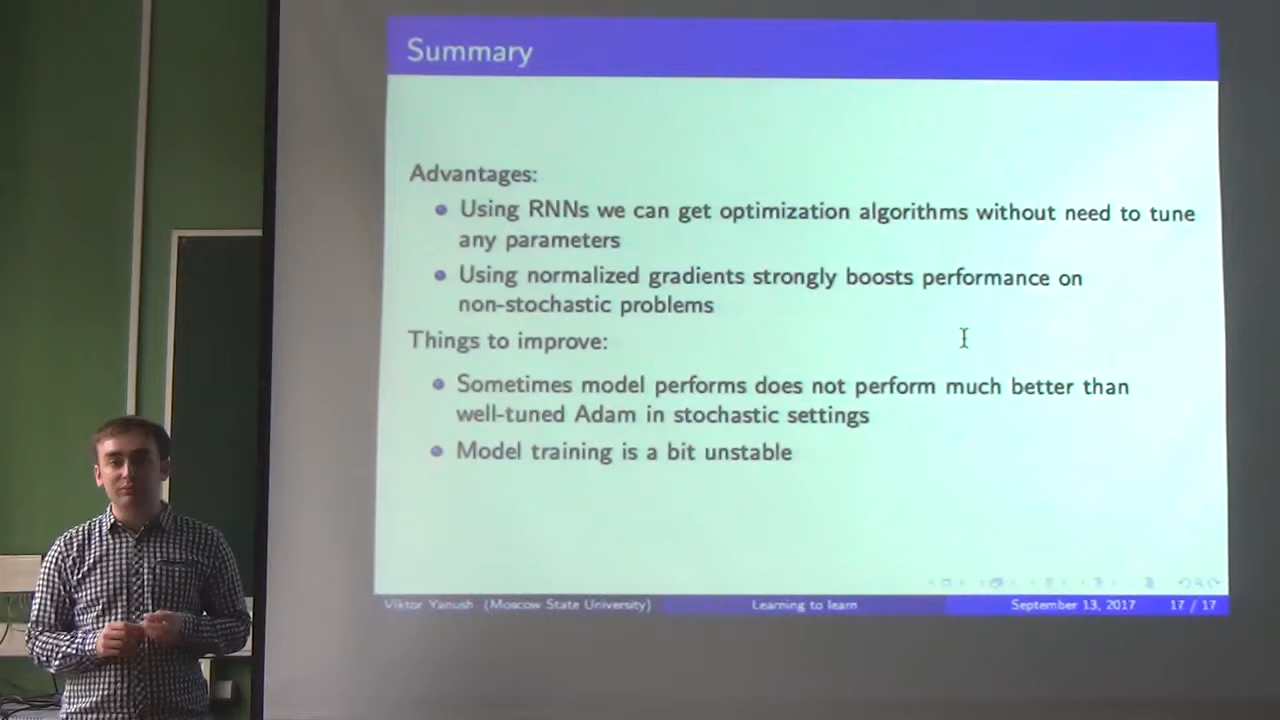 Summary
Advantages:
Using RNNs we can get optimization algorithms without need to tune
any parameters
Using normalized gradients strongly boosts performance on
non-stochastic problems
Things to improve:
Sometimes model performs does not perform much better than
well-tuned Adam in stochastic settings
Model training is a bit unstable
Viktor Yanush (Moscow State University) Learning to learn September 13, 2017 17 / 17